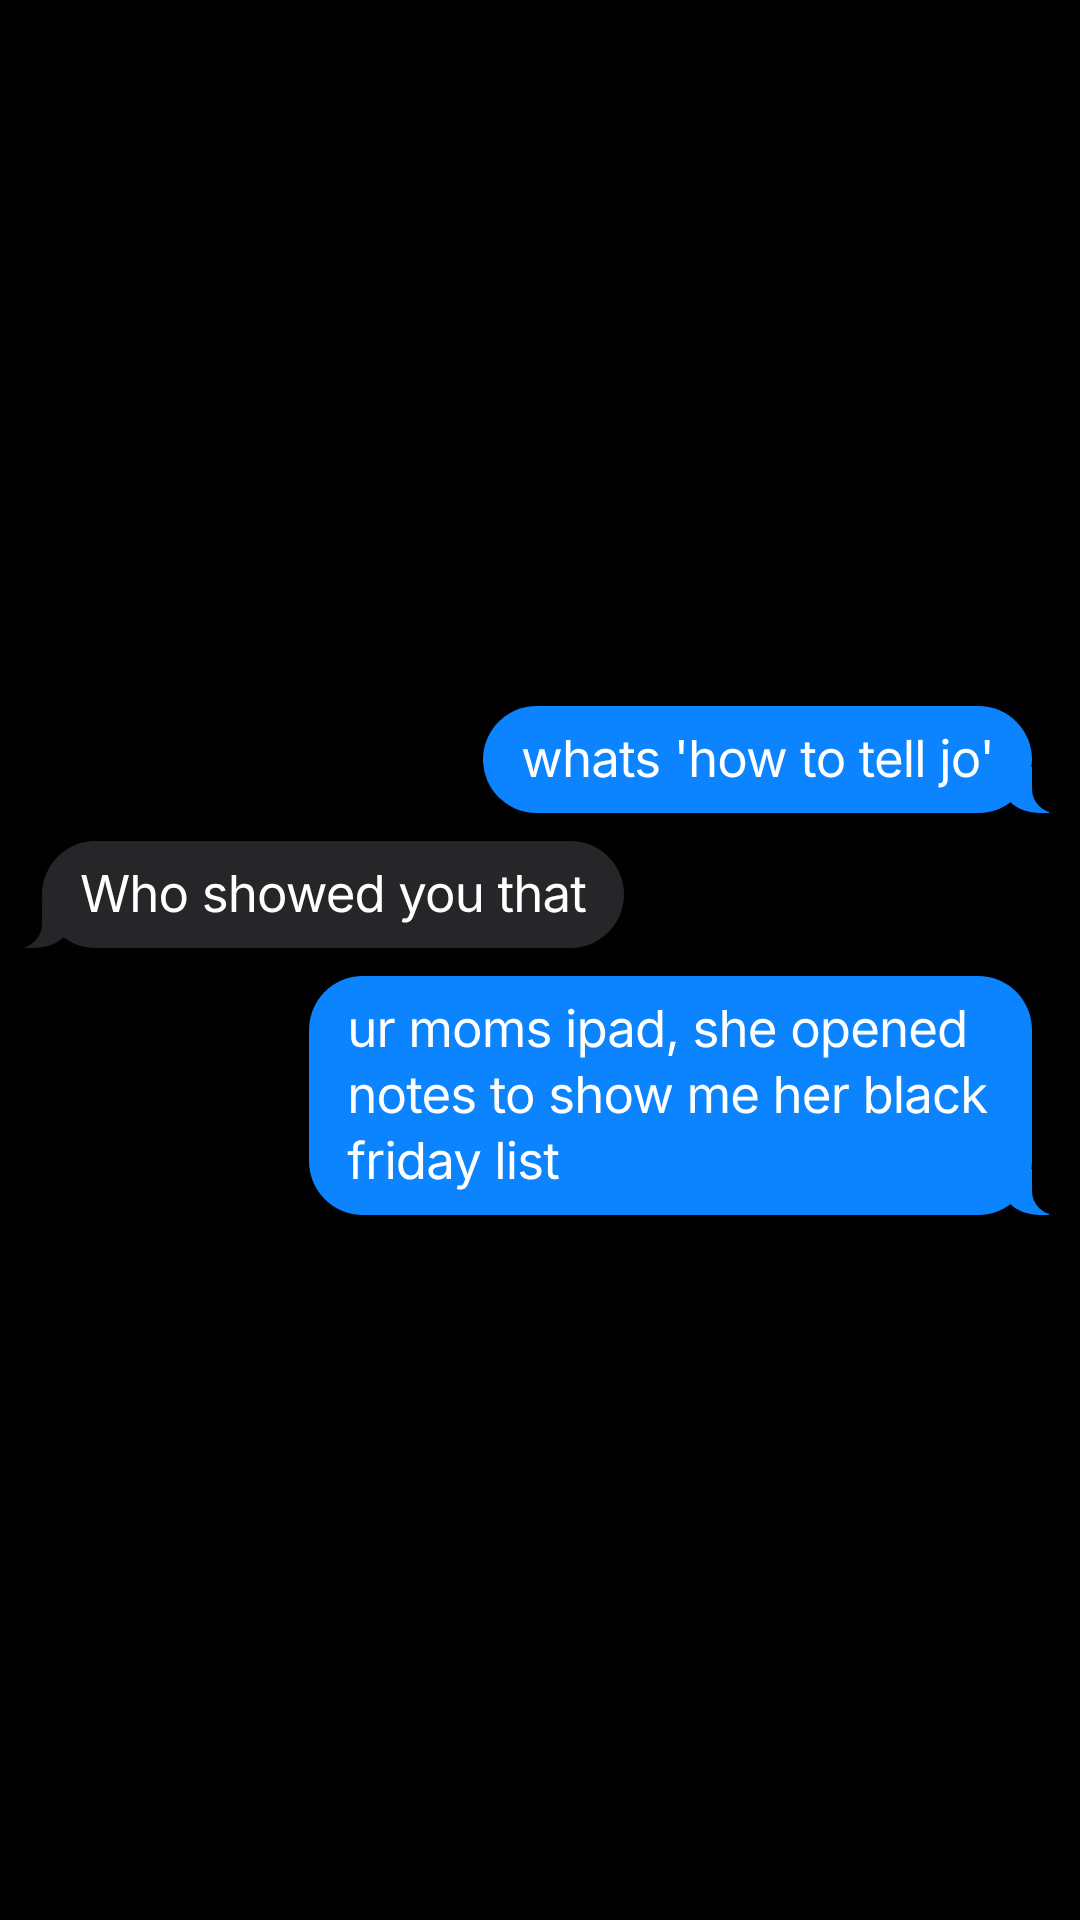 whats 'how to tell jo'
Who showed you that
ur moms ipad, she opened
notes to show me her black
friday list